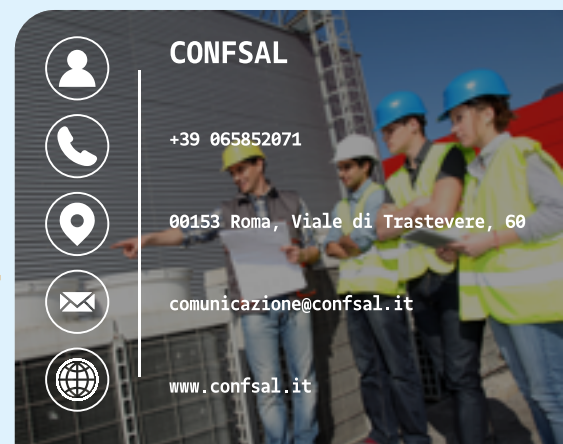 CONFSAL
+39 065852071
00153 Roma, Viale di Trastevere, 60
comunicazione@confsal.it
www.confsal.it